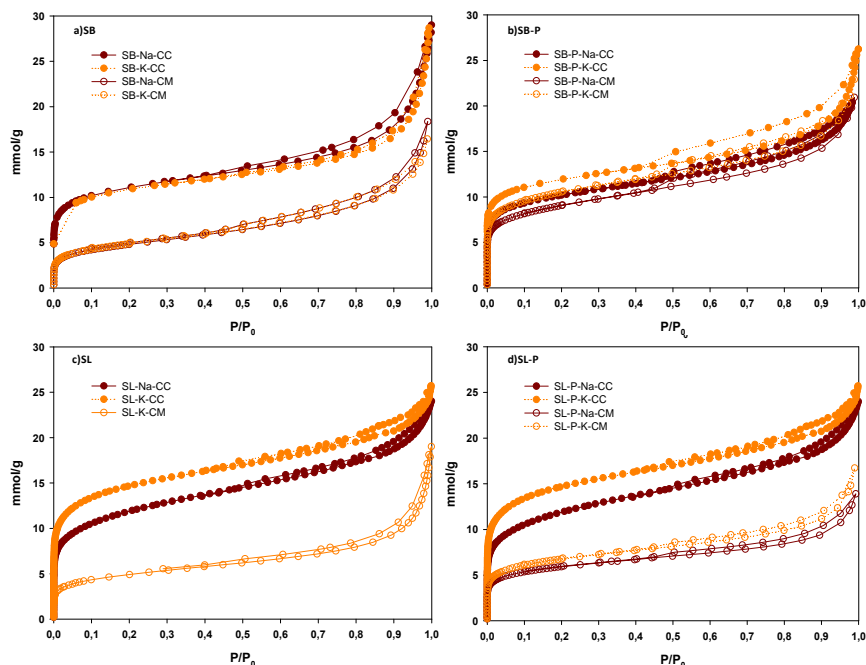 a)SB
SB-Na-CC
SB-K-CC
SB-Na-CM
SB-K-CM
mmol/g
30
25
20
15
10
5
0
0,0 0,1 0,2 0,3 0,4 0,5 0,6 0,7 0,8 0,9 1,0
P/P0
b)SB-P
SB-P-Na-CC
SB-P-K-CC
SB-P-Na-CM
SB-P-K-CM
mmol/g
30
25
20
15
10
5
0
0,0 0,1 0,2 0,3 0,4 0,5 0,6 0,7 0,8 0,9 1,0
P/P0
c)SL
SL-Na-CC
SL-K-CC
SL-K-CM
mmol/g
30
25
20
15
10
5
0
0,0 0,1 0,2 0,3 0,4 0,5 0,6 0,7 0,8 0,9 1,0
P/P0
d)SL-P
SL-P-Na-CC
SL-P-K-CC
SL-P-Na-CM
SL-P-K-CM
mmol/g
30
25
20
15
10
5
0
0,0 0,1 0,2 0,3 0,4 0,5 0,6 0,7 0,8 0,9 1,0
P/P0